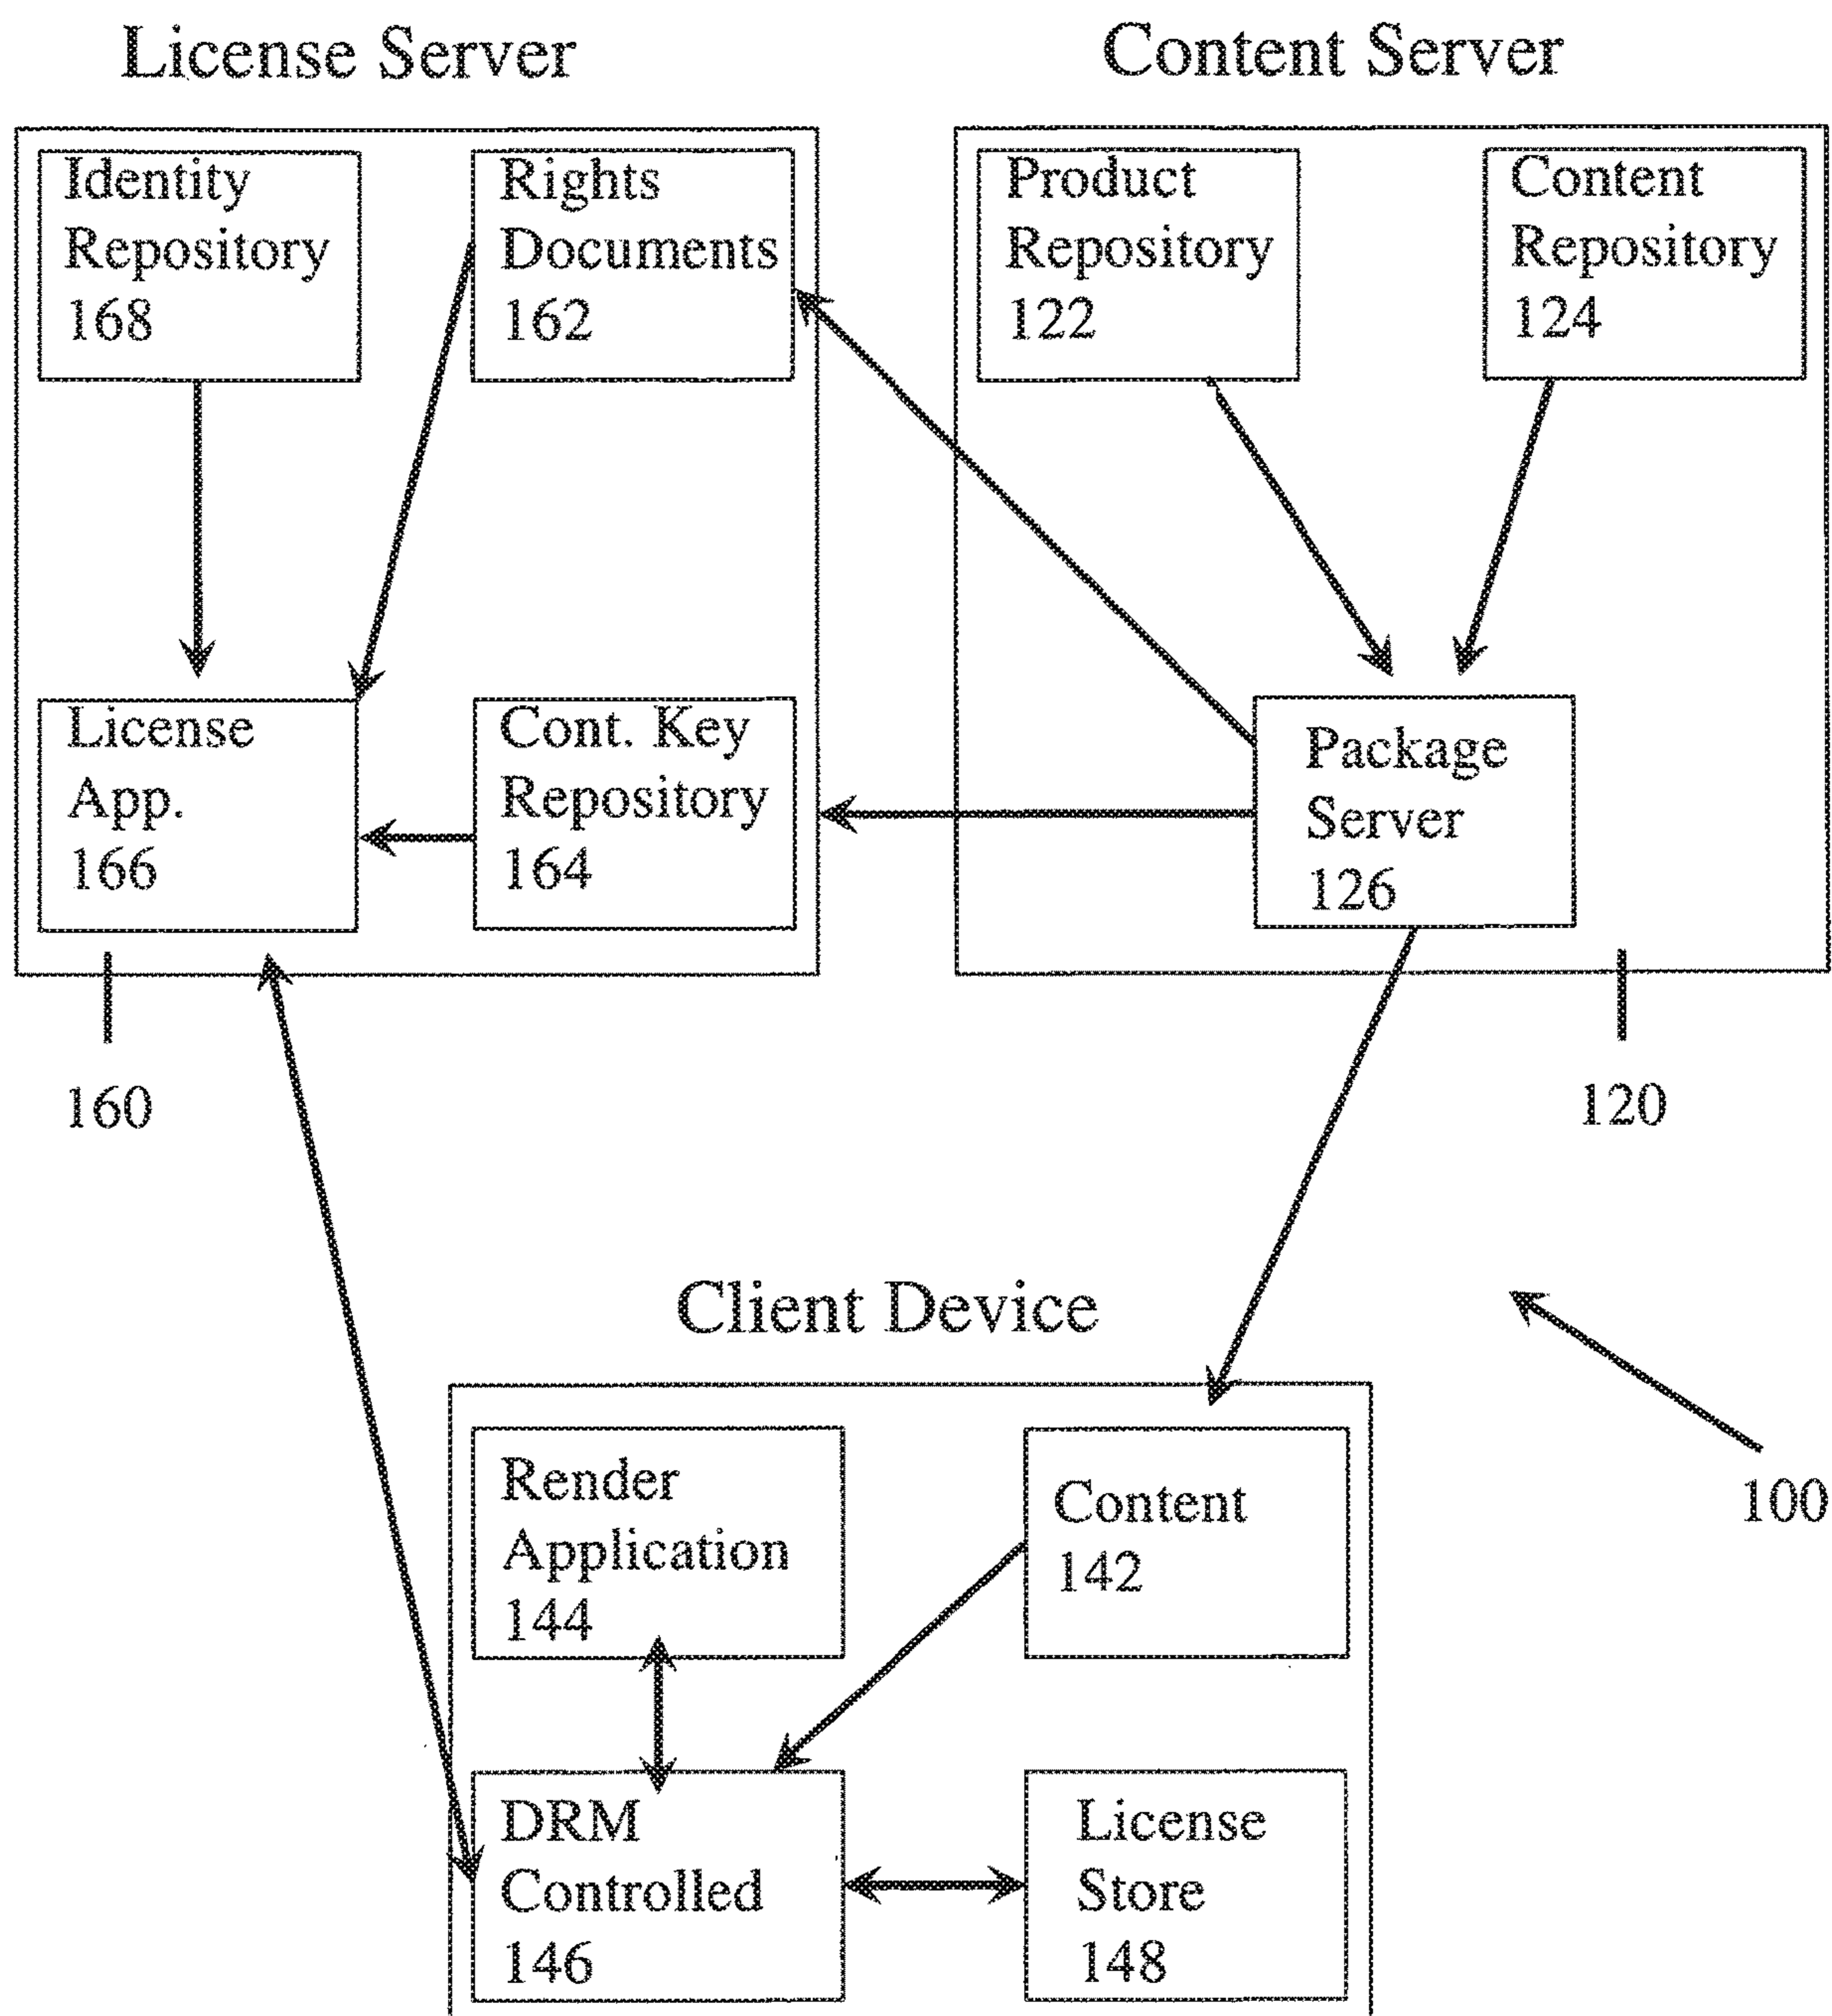 License Server
Content Server
Identity
Repository
168
Rights
Documents
162
Product
Repository
122
Content
Repository
124
License
App.
166
Cont. Key
Repository
164
Package
Server
126
160
120
Client Device
Render
Application
144
Content
142
100
DRM
Controlled
146
License
Store
148